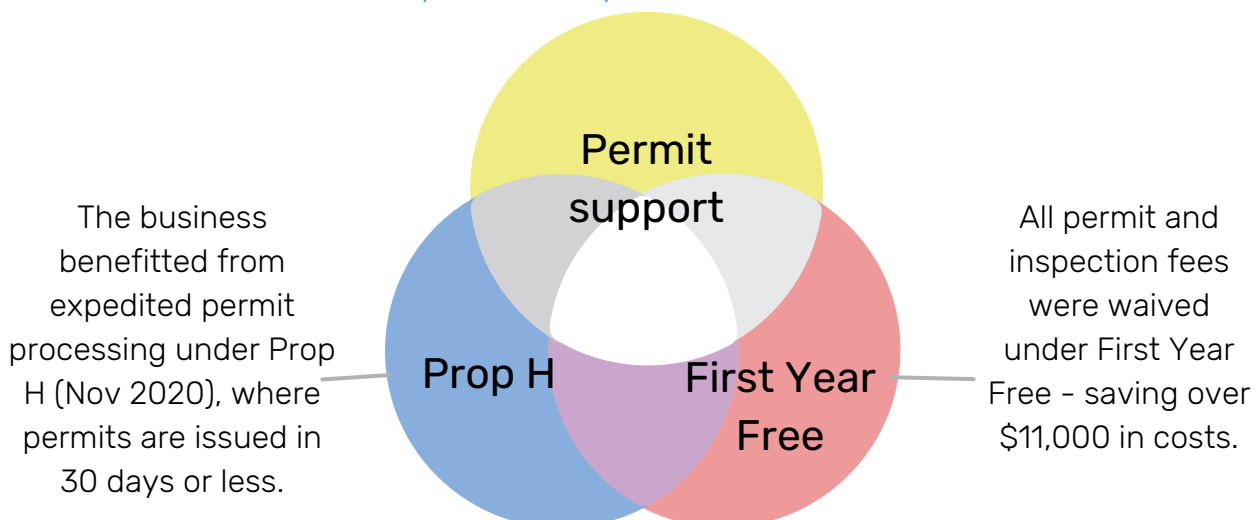 Permit
support
The business
benefitted from
expedited permit
processing under Prop
H (Nov 2020), where
permits are issued in
30 days or less.
Prop H
First Year
Free
All permit and
inspection fees
were waived
under First Year
Free - saving over
$11,000 in costs.